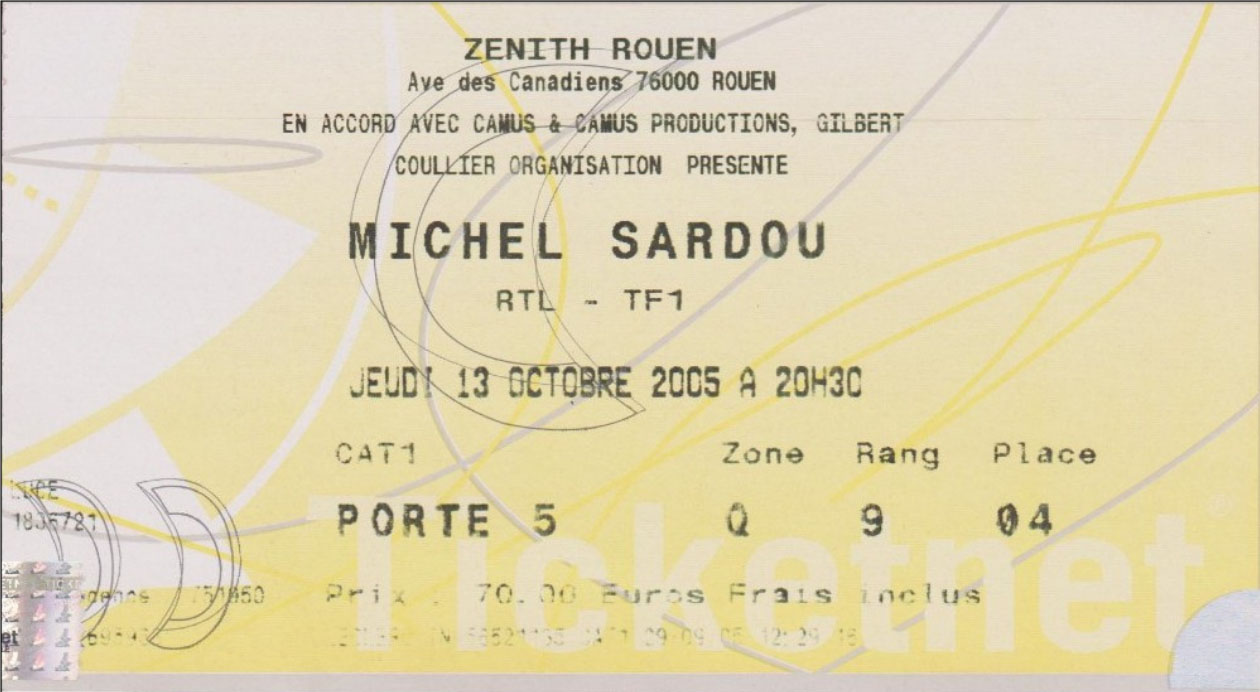 ZENITH ROUEN
Ave des Canadiens 76000 ROUEN
EN ACCORD AVEC CAMUS & CAMUS PRODUCTIONS, GILBERT
COULLIER ORGANISATION PRESENTE
MICHEL SARDOU
RTL - TF1
JEUDI 13 OCTOBRE 2005 A 20H30
CAT1 Zone Rang Place
PORTE 5 Q 9 04
Prix : 70.00 Euros Frais inclus
Ticketnet